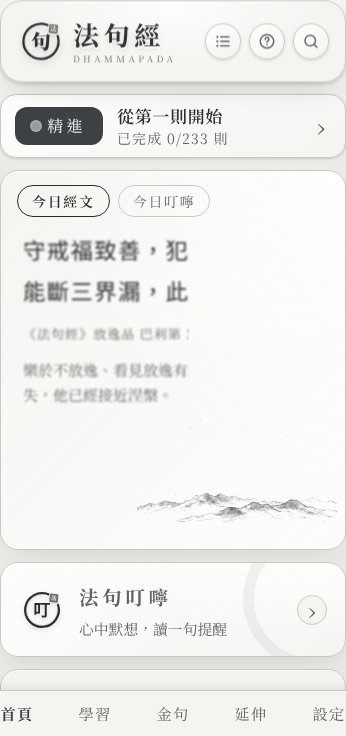 句
法句經
DHAMMAPADA
精進
從第一則開始
已完成 0/233 則
今日經文
今日叮嚀
守戒福致善，犯
能斷三界漏，此
《法句經》放逸品 巴利第
樂於不放逸、看見放逸有
失，他已經接近涅槃。
叮
法句叮嚀
心中默想，讀一句提醒
首頁
學習
金句
延伸
設定